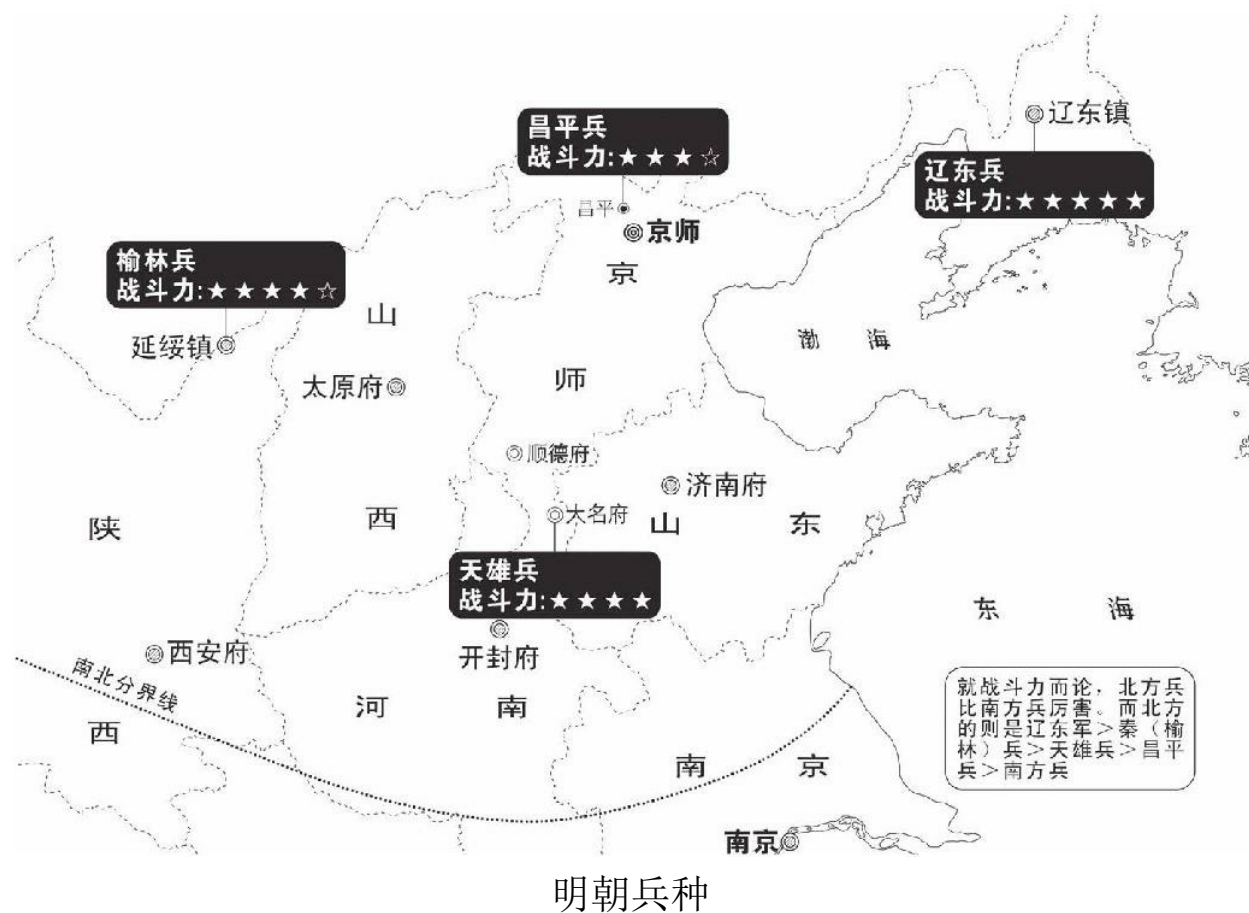 昌平兵
战斗力:★★★☆
辽东镇
辽东兵
战斗力:★★★★★
昌平
京师
榆林兵
战斗力:★★★★☆
延绥镇
太原府
山
西
京
师
渤海
顺德府
济南府
大名府
山东
陕
西
天雄兵
战斗力:★★★★
开封府
西安府
南北分界线
河南
东海
南京
南京
就战斗力而论，北方兵
比南方兵厉害。而北方
的则是辽东军＞秦（榆
林）兵＞天雄兵＞昌平
兵＞南方兵
明朝兵种